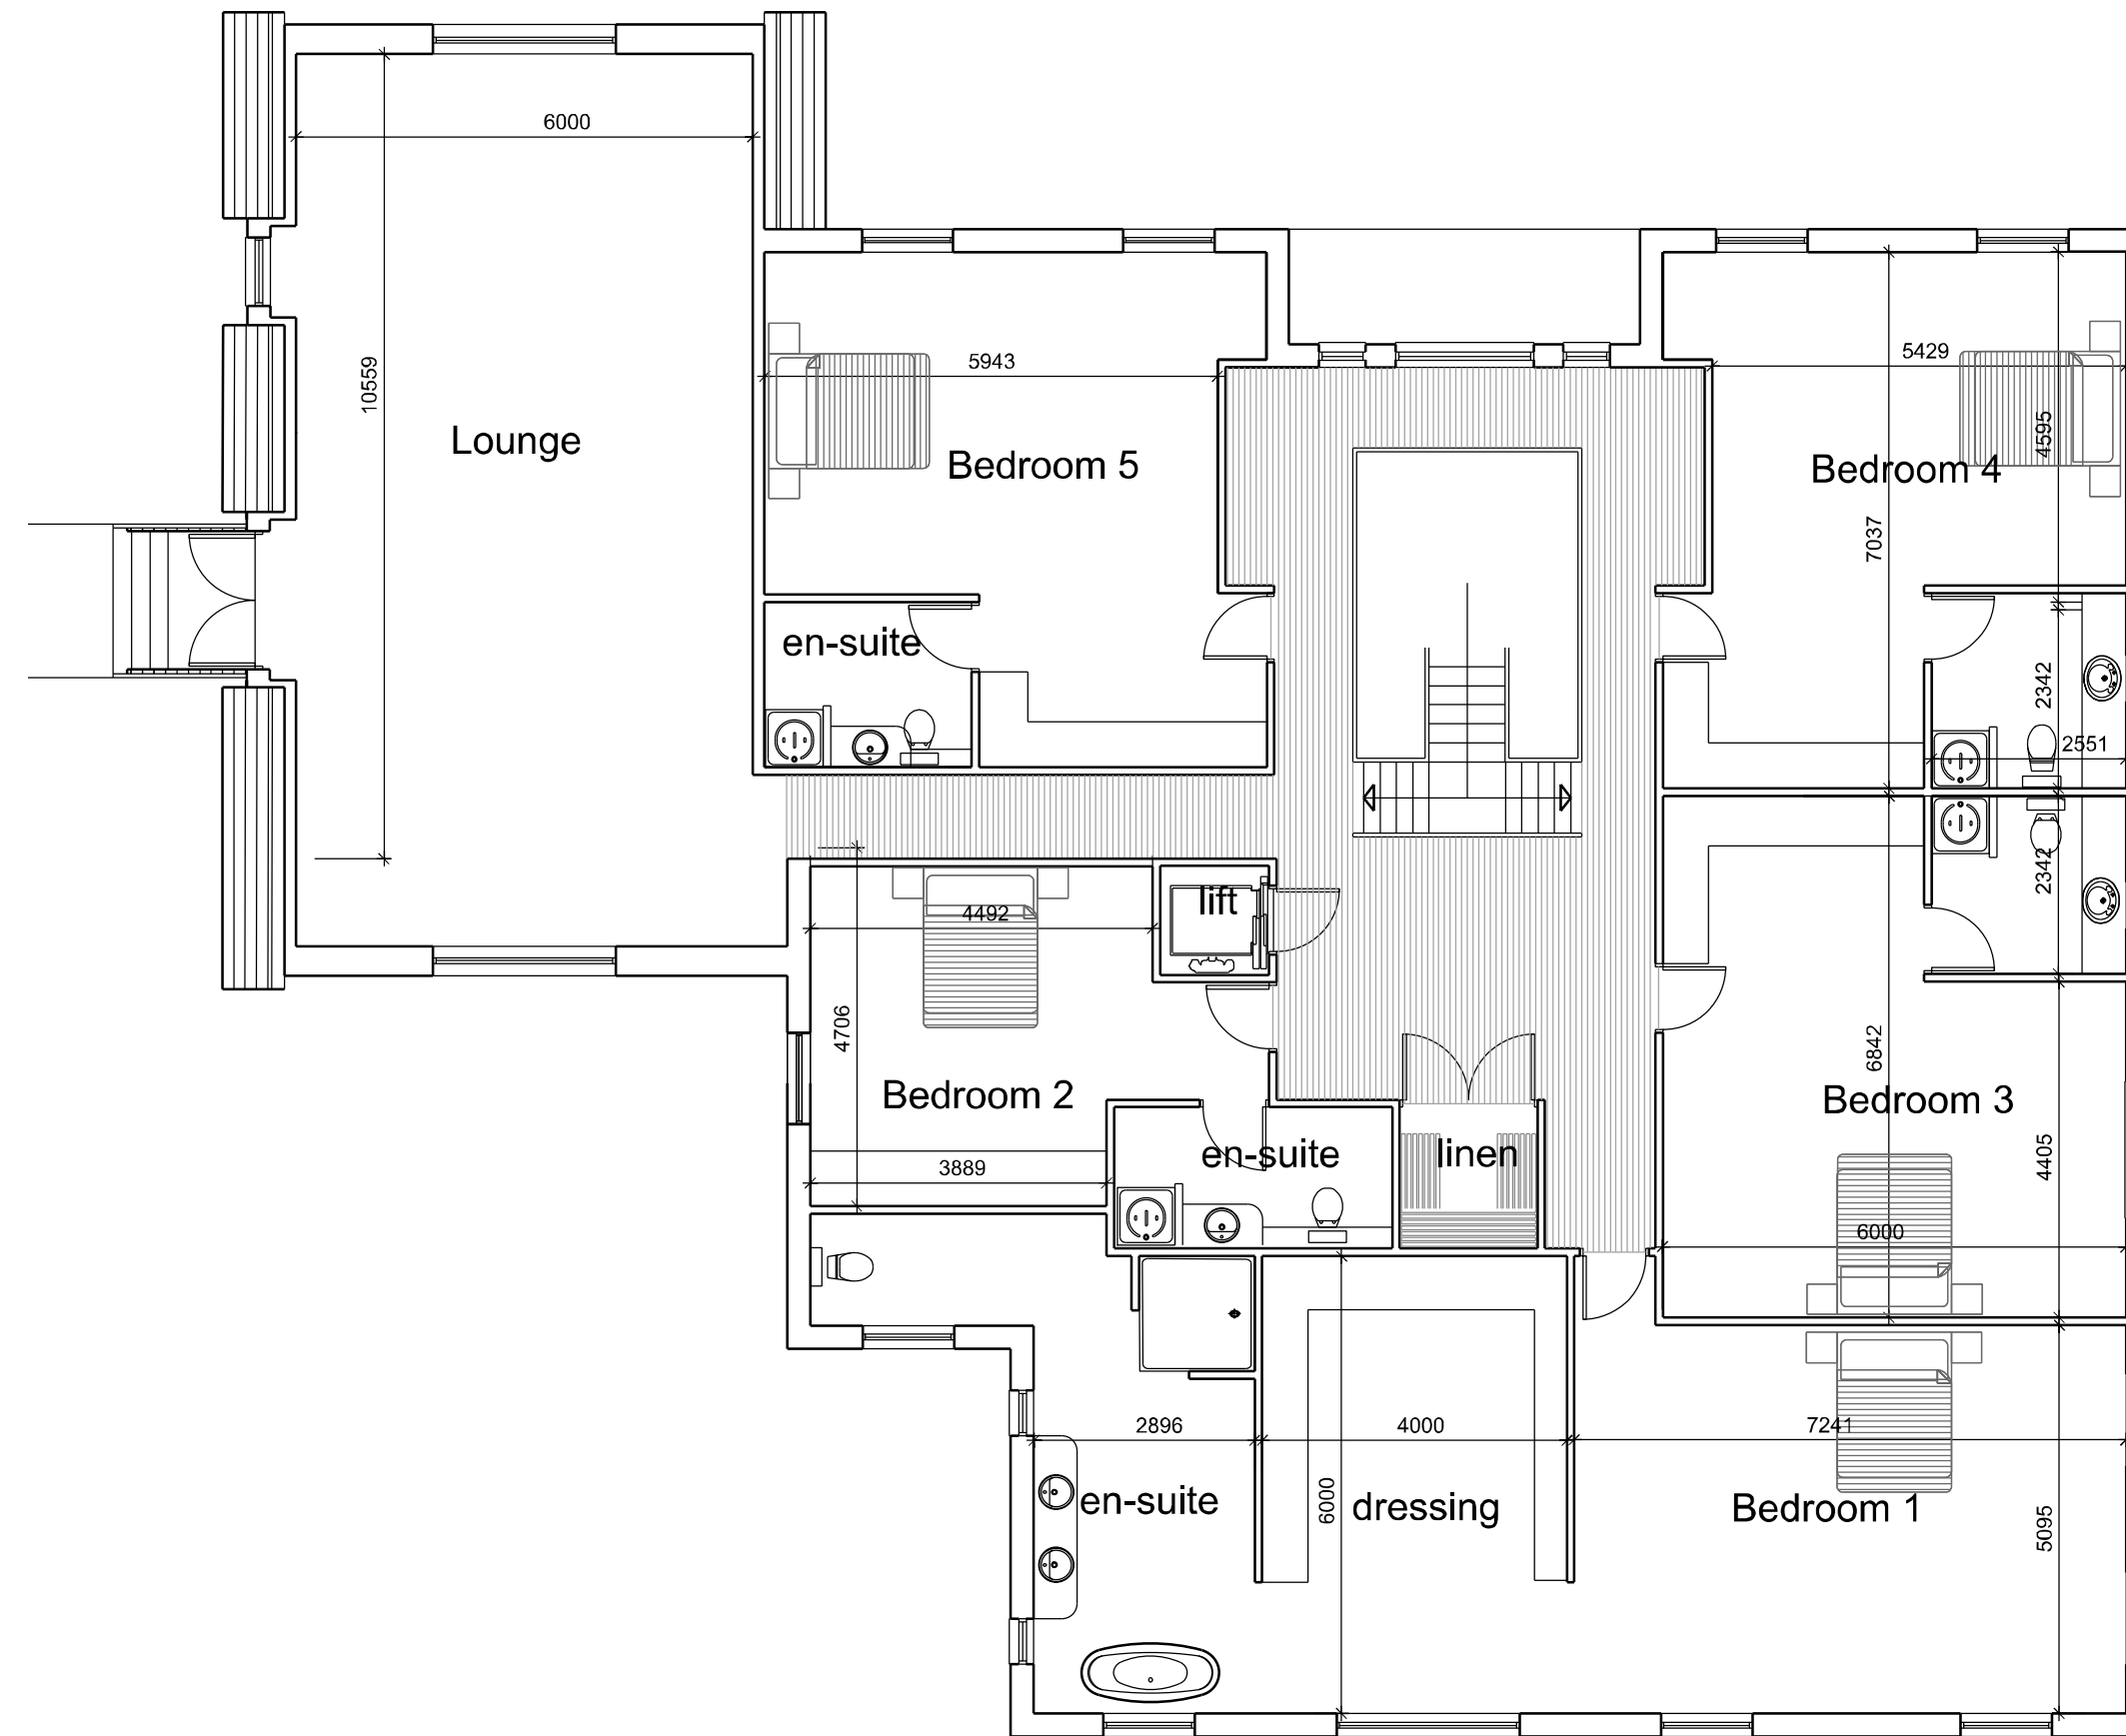 6000
10559
Lounge
5943
Bedroom 5
5429
4595
Bedroom 4
7037
en-suite
2342
2551
lift
4492
2342
4706
6842
Bedroom 2
Bedroom 3
en-suite
linen
4405
3889
6000
2896
4000
7241
en-suite
6000
dressing
Bedroom 1
5095